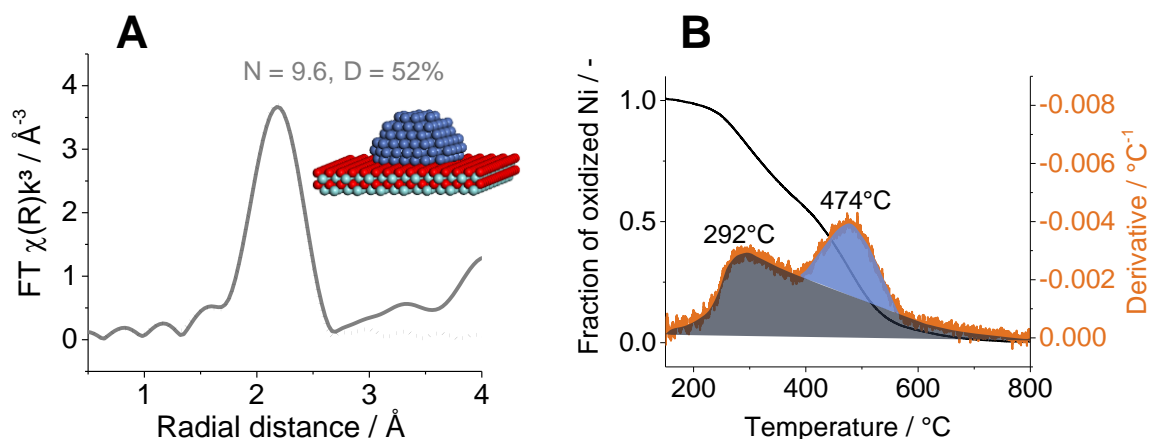 A
N = 9.6, D = 52%
FT χ(R)k³ / Å⁻³
4
3
2
1
0
1
2
3
4
Radial distance / Å
B
Fraction of oxidized Ni / -
1.0
0.5
0.0
292°C
474°C
-0.008
-0.006
-0.004
-0.002
0.000
Derivative / °C⁻¹
200
400
600
800
Temperature / °C